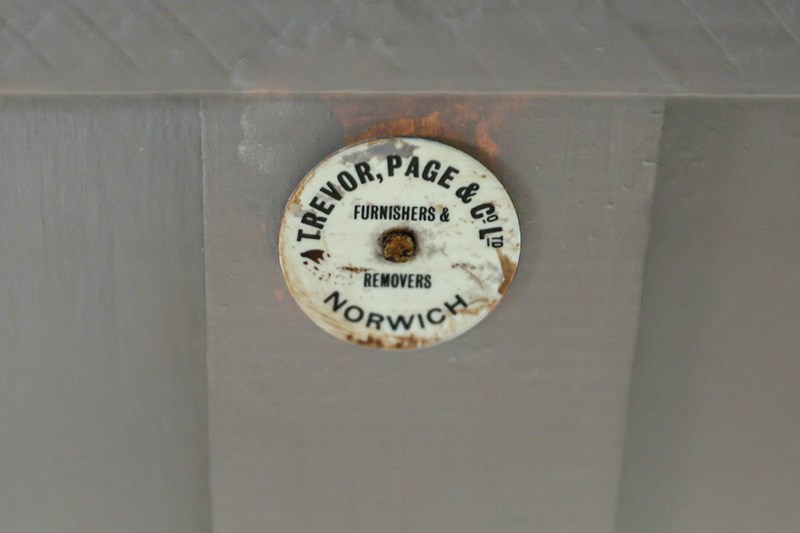 TREVOR, PAGE & Co LTD
FURNISHERS &
REMOVERS
NORWICH